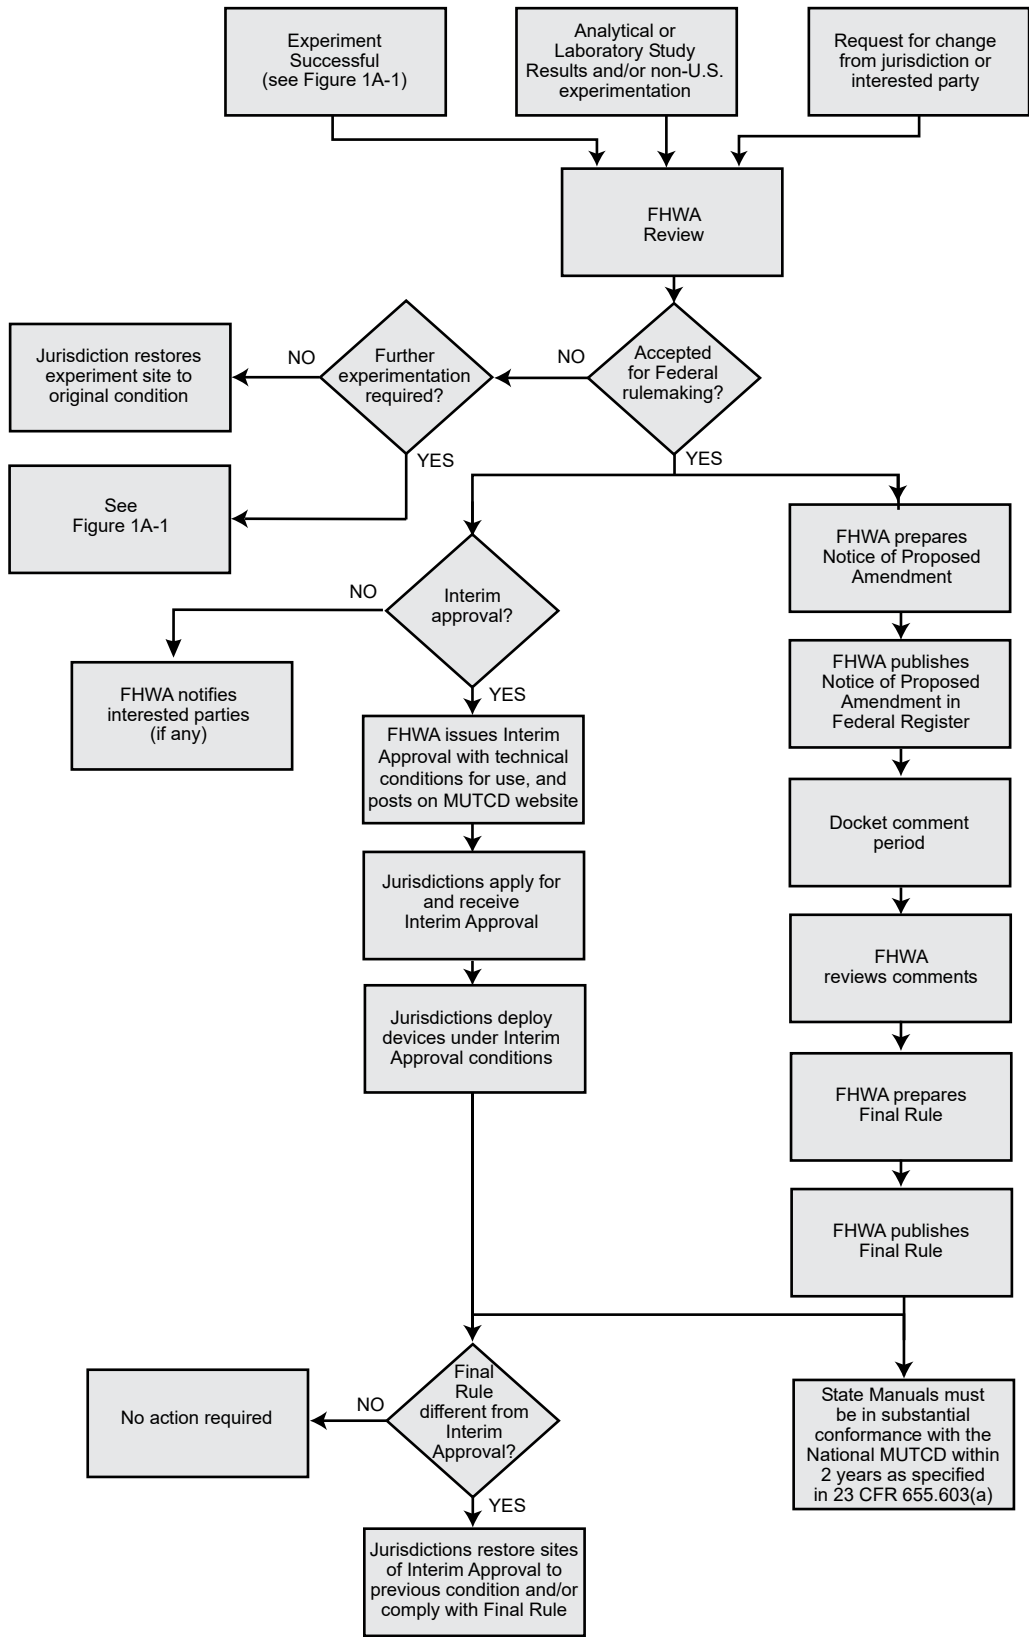 Experiment
Successful
(see Figure 1A-1)
Analytical or
Laboratory Study
Results and/or non-U.S.
experimentation
Request for change
from jurisdiction or
interested party
FHWA
Review
Accepted
for Federal
rulemaking?
NO
Further
experimentation
required?
NO
Jurisdiction restores
experiment site to
original condition
YES
See
Figure 1A-1
YES
Interim
approval?
NO
FHWA notifies
interested parties
(if any)
YES
FHWA issues Interim
Approval with technical
conditions for use, and
posts on MUTCD website
Jurisdictions apply for
and receive
Interim Approval
Jurisdictions deploy
devices under Interim
Approval conditions
FHWA prepares
Notice of Proposed
Amendment
FHWA publishes
Notice of Proposed
Amendment in
Federal Register
Docket comment
period
FHWA
reviews comments
FHWA prepares
Final Rule
FHWA publishes
Final Rule
Final
Rule
different from
Interim
Approval?
NO
No action required
YES
Jurisdictions restore sites
of Interim Approval to
previous condition and/or
comply with Final Rule
State Manuals must
be in substantial
conformance with the
National MUTCD within
2 years as specified
in 23 CFR 655.603(a)